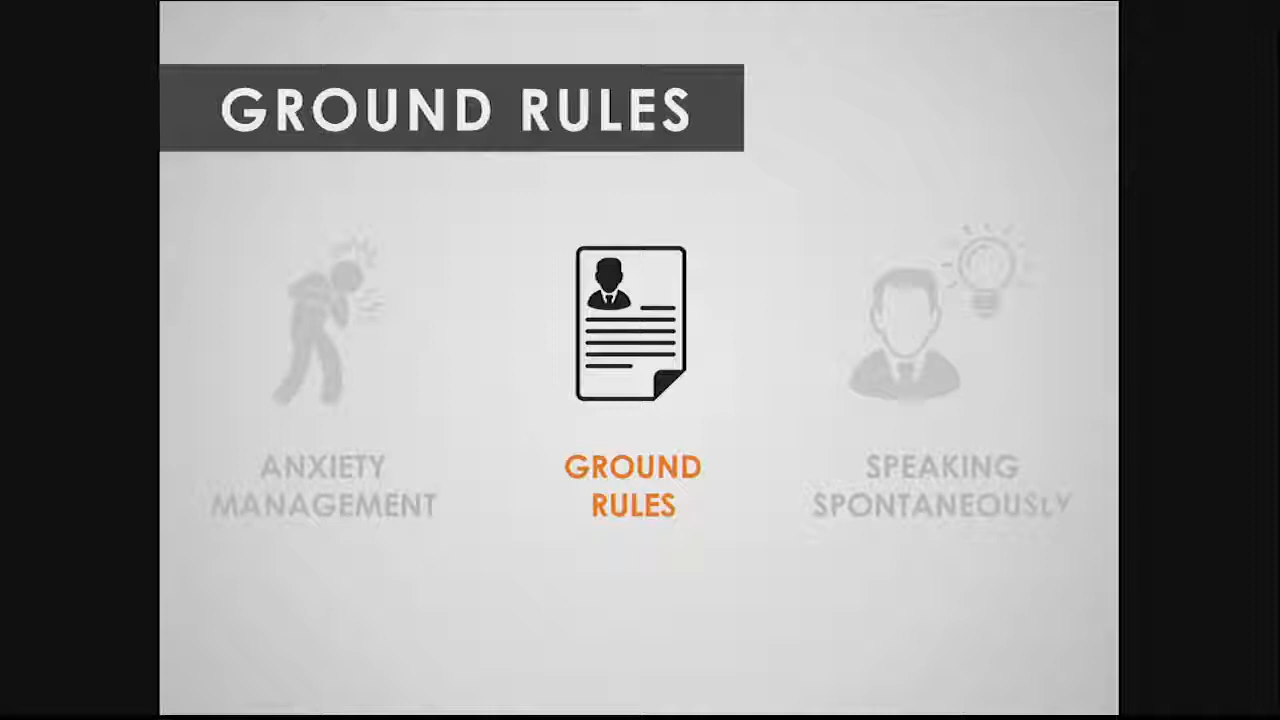 GROUND RULES
ANXIETY
MANAGEMENT
GROUND
RULES
SPEAKING
SPONTANEOUSLY